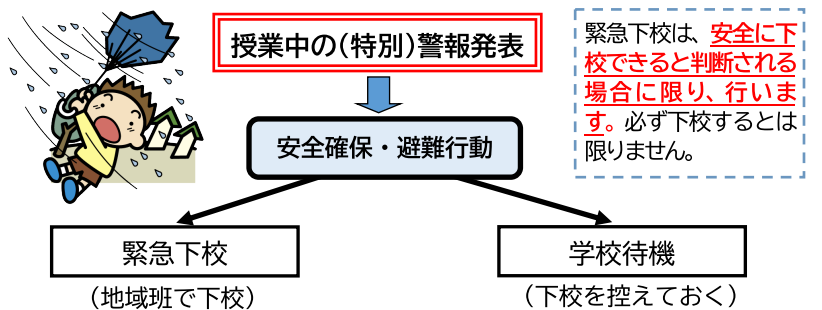 授業中の（特別）警報発表
緊急下校は、安全に下
校できると判断される
場合に限り、行いま
す。必ず下校するとは
限りません。
安全確保・避難行動
緊急下校
学校待機
（地域班で下校）
（下校を控えておく）